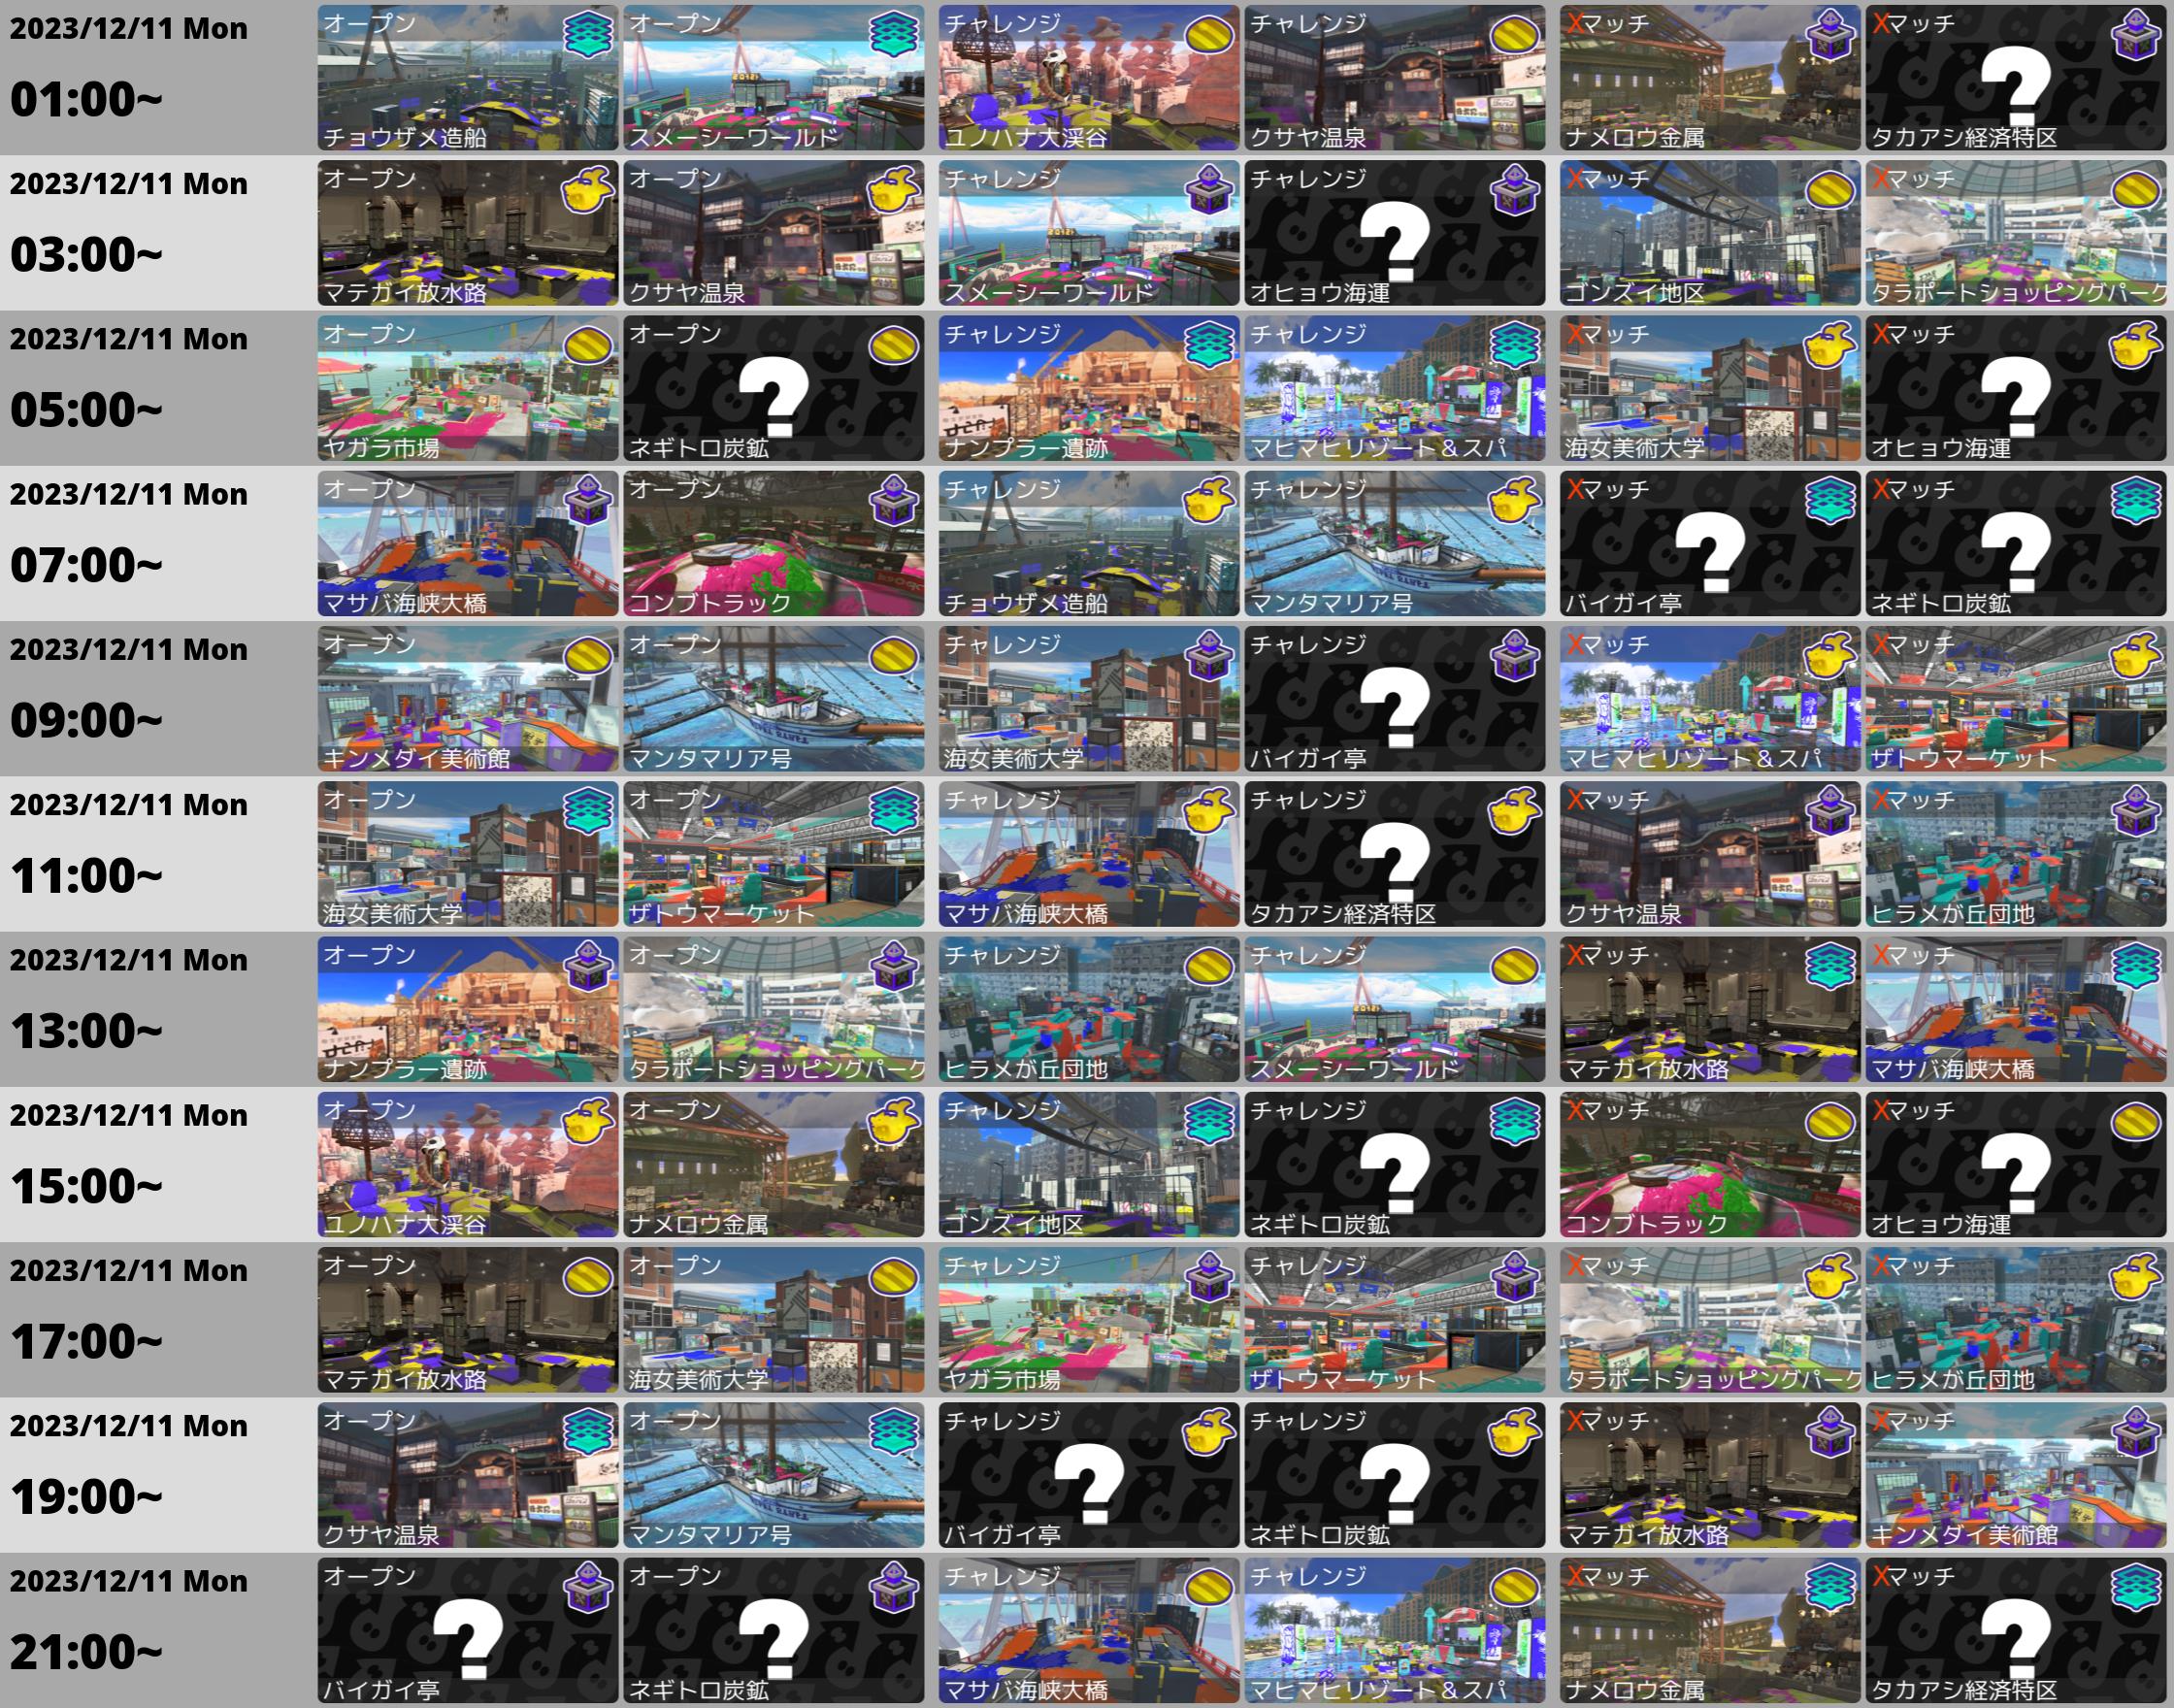 2023/12/11 Mon
01:00~
オープン
チョウザメ造船
オープン
スメーシーワールド
チャレンジ
ユノハナ大渓谷
チャレンジ
クサヤ温泉
Xマッチ
ナメロウ金属
Xマッチ
タカアシ経済特区
2023/12/11 Mon
03:00~
オープン
マテガイ放水路
オープン
クサヤ温泉
チャレンジ
スメーシーワールド
チャレンジ
オヒョウ海運
Xマッチ
ゴンズイ地区
Xマッチ
タラポートショッピングパーク
2023/12/11 Mon
05:00~
オープン
ヤガラ市場
オープン
ネギトロ炭鉱
チャレンジ
ナンプラー遺跡
チャレンジ
マヒマヒリゾート＆スパ
Xマッチ
海女美術大学
Xマッチ
オヒョウ海運
2023/12/11 Mon
07:00~
オープン
マサバ海峡大橋
オープン
コンブトラック
チャレンジ
チョウザメ造船
チャレンジ
マンタマリア号
Xマッチ
バイガイ亭
Xマッチ
ネギトロ炭鉱
2023/12/11 Mon
09:00~
オープン
キンメダイ美術館
オープン
マンタマリア号
チャレンジ
海女美術大学
チャレンジ
バイガイ亭
Xマッチ
マヒマヒリゾート＆スパ
Xマッチ
ザトウマーケット
2023/12/11 Mon
11:00~
オープン
海女美術大学
オープン
ザトウマーケット
チャレンジ
マサバ海峡大橋
チャレンジ
タカアシ経済特区
Xマッチ
クサヤ温泉
Xマッチ
ヒラメが丘団地
2023/12/11 Mon
13:00~
オープン
ナンプラー遺跡
オープン
タラポートショッピングパーク
チャレンジ
ヒラメが丘団地
チャレンジ
スメーシーワールド
Xマッチ
マテガイ放水路
Xマッチ
マサバ海峡大橋
2023/12/11 Mon
15:00~
オープン
ユノハナ大渓谷
オープン
ナメロウ金属
チャレンジ
ゴンズイ地区
チャレンジ
ネギトロ炭鉱
Xマッチ
コンブトラック
Xマッチ
オヒョウ海運
2023/12/11 Mon
17:00~
オープン
マテガイ放水路
オープン
海女美術大学
チャレンジ
ヤガラ市場
チャレンジ
ザトウマーケット
Xマッチ
タラポートショッピングパーク
Xマッチ
ヒラメが丘団地
2023/12/11 Mon
19:00~
オープン
クサヤ温泉
オープン
マンタマリア号
チャレンジ
バイガイ亭
チャレンジ
ネギトロ炭鉱
Xマッチ
マテガイ放水路
Xマッチ
キンメダイ美術館
2023/12/11 Mon
21:00~
オープン
バイガイ亭
オープン
ネギトロ炭鉱
チャレンジ
マサバ海峡大橋
チャレンジ
マヒマヒリゾート＆スパ
Xマッチ
ナメロウ金属
Xマッチ
タカアシ経済特区